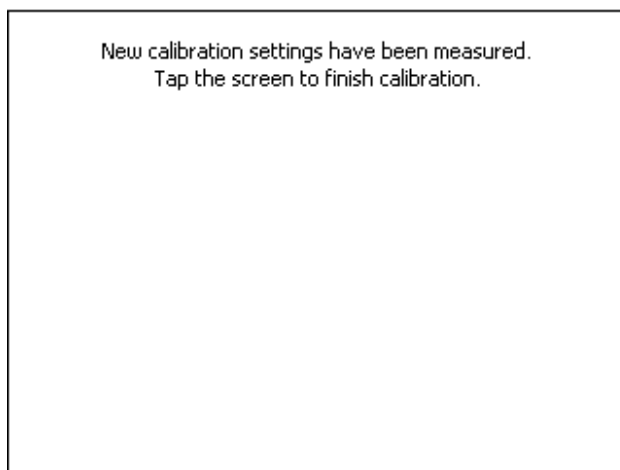 New calibration settings have been measured.
Tap the screen to finish calibration.